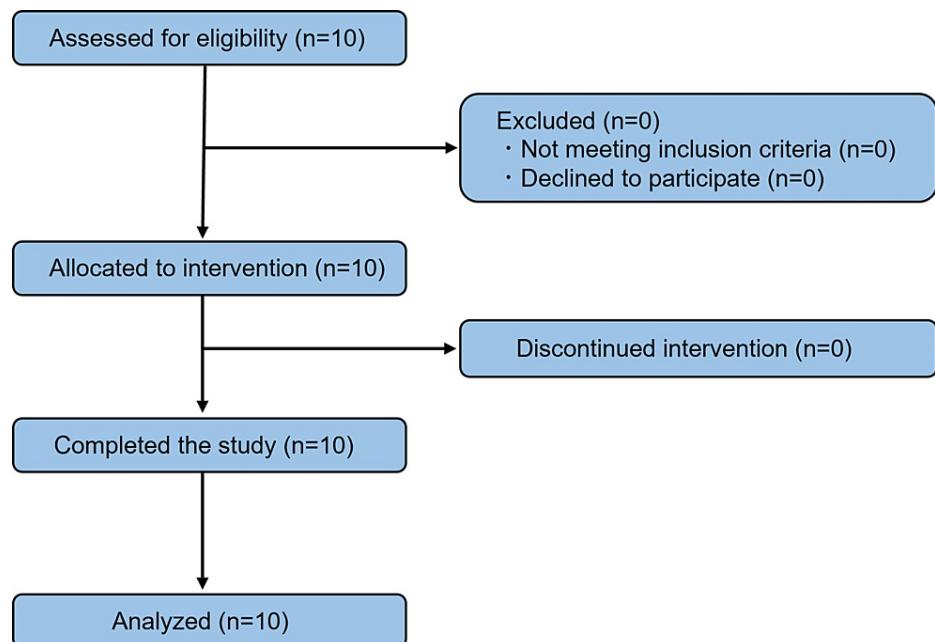 Assessed for eligibility (n=10)
Excluded (n=0)
・Not meeting inclusion criteria (n=0)
・Declined to participate (n=0)
Allocated to intervention (n=10)
Discontinued intervention (n=0)
Completed the study (n=10)
Analyzed (n=10)